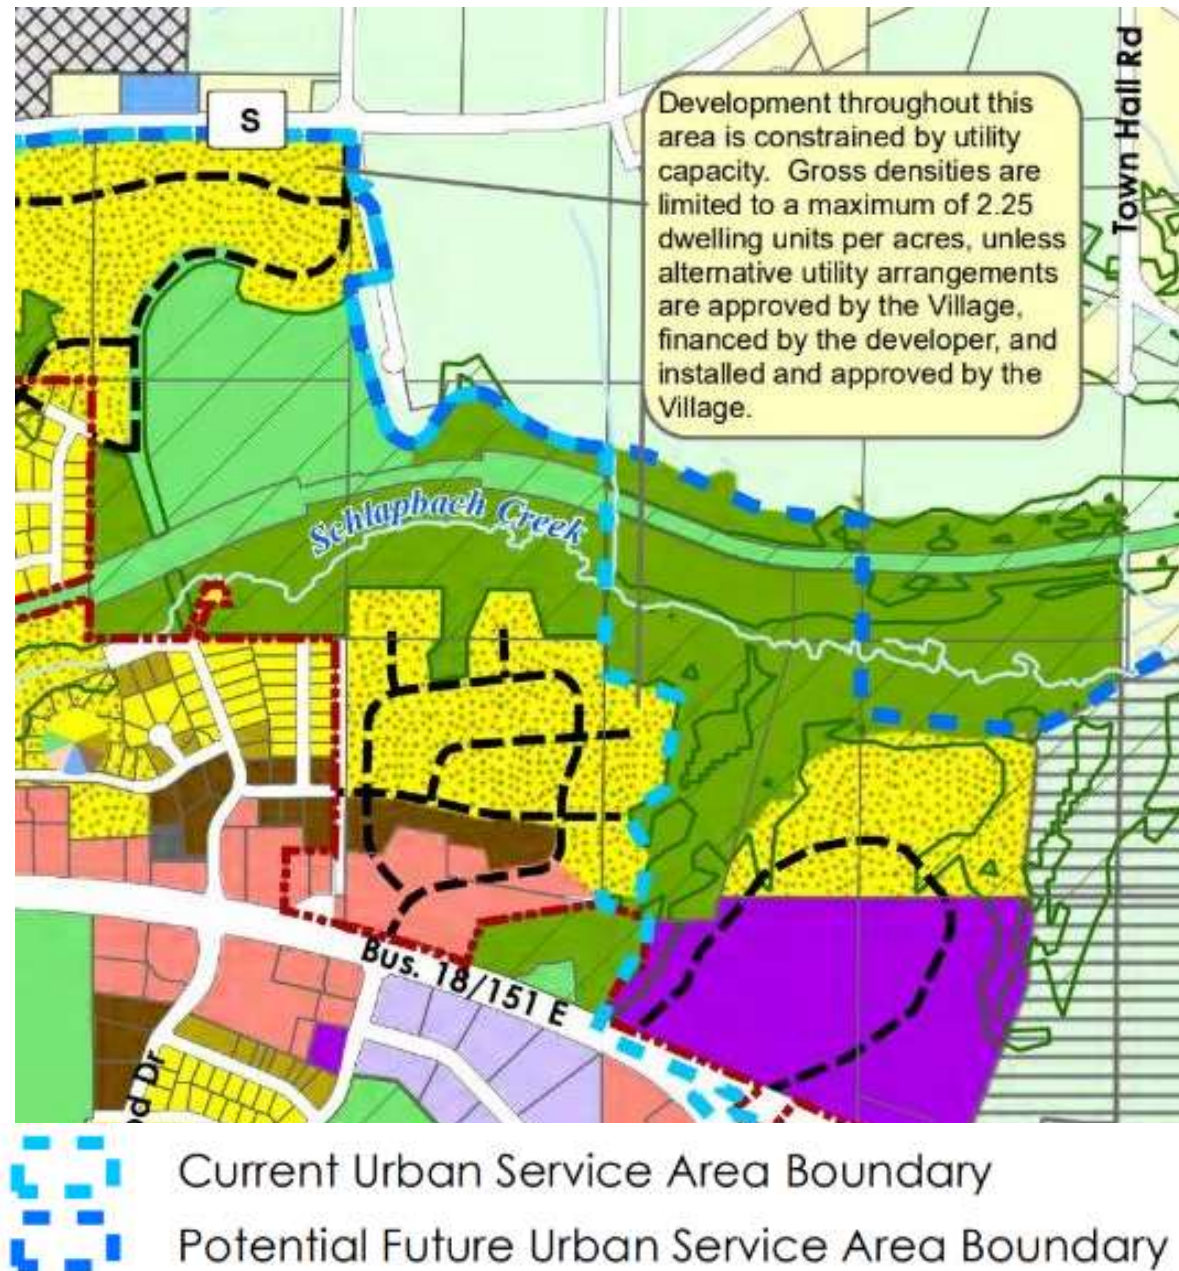 S
Development throughout this
area is constrained by utility
capacity. Gross densities are
limited to a maximum of 2.25
dwelling units per acres, unless
alternative utility arrangements
are approved by the Village,
financed by the developer, and
installed and approved by the
Village.
Town Hall Rd
Schlapbach Creek
Bus. 18/151 E
od Dr
Current Urban Service Area Boundary
Potential Future Urban Service Area Boundary